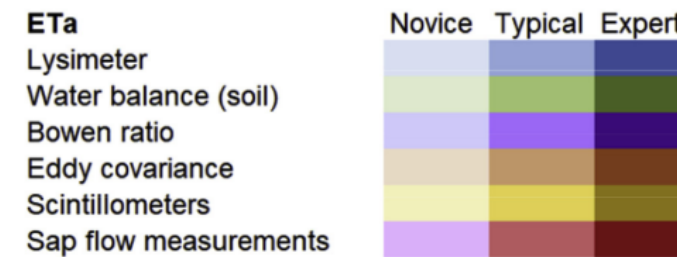 ETa Novice Typical Expert
Lysimeter
Water balance (soil)
Bowen ratio
Eddy covariance
Scintillometers
Sap flow measurements